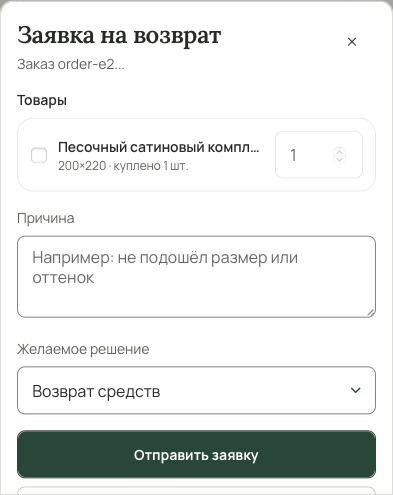 Заявка на возврат
Заказ order-e2...
Товары
Песочный сатиновый компл...
200×220 · куплено 1 шт.
1
Причина
Например: не подошёл размер или
оттенок
Желаемое решение
Возврат средств
Отправить заявку